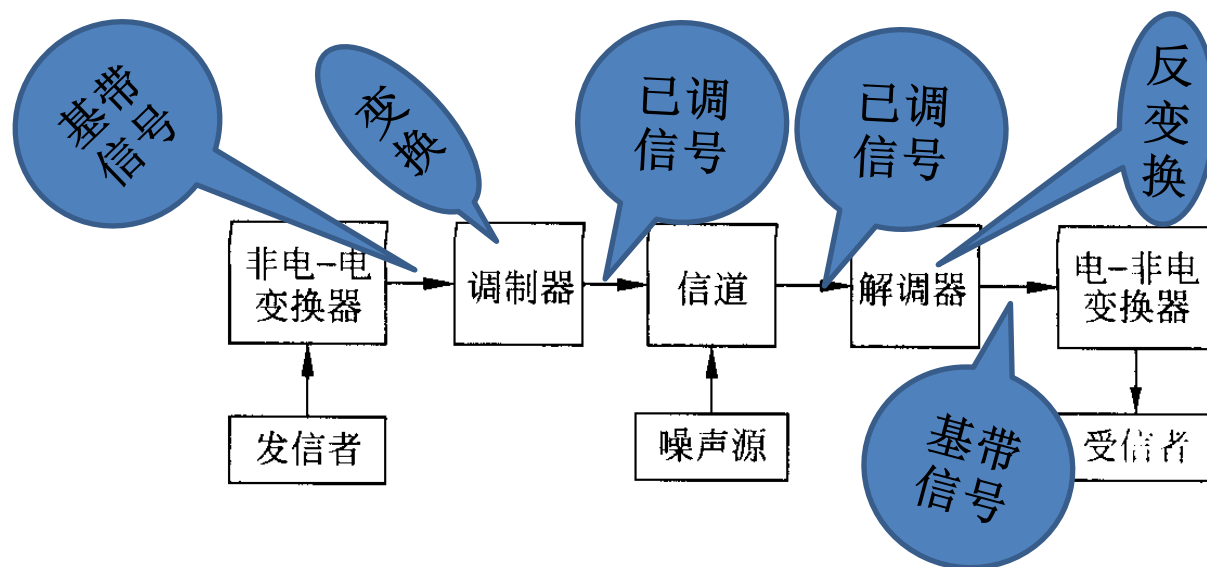 基带
信号
变
换
已调
信号
已调
信号
反
变
换
非电-电
变换器
调制器
信道
解调器
电-非电
变换器
发信者
噪声源
基带
信号
受信者